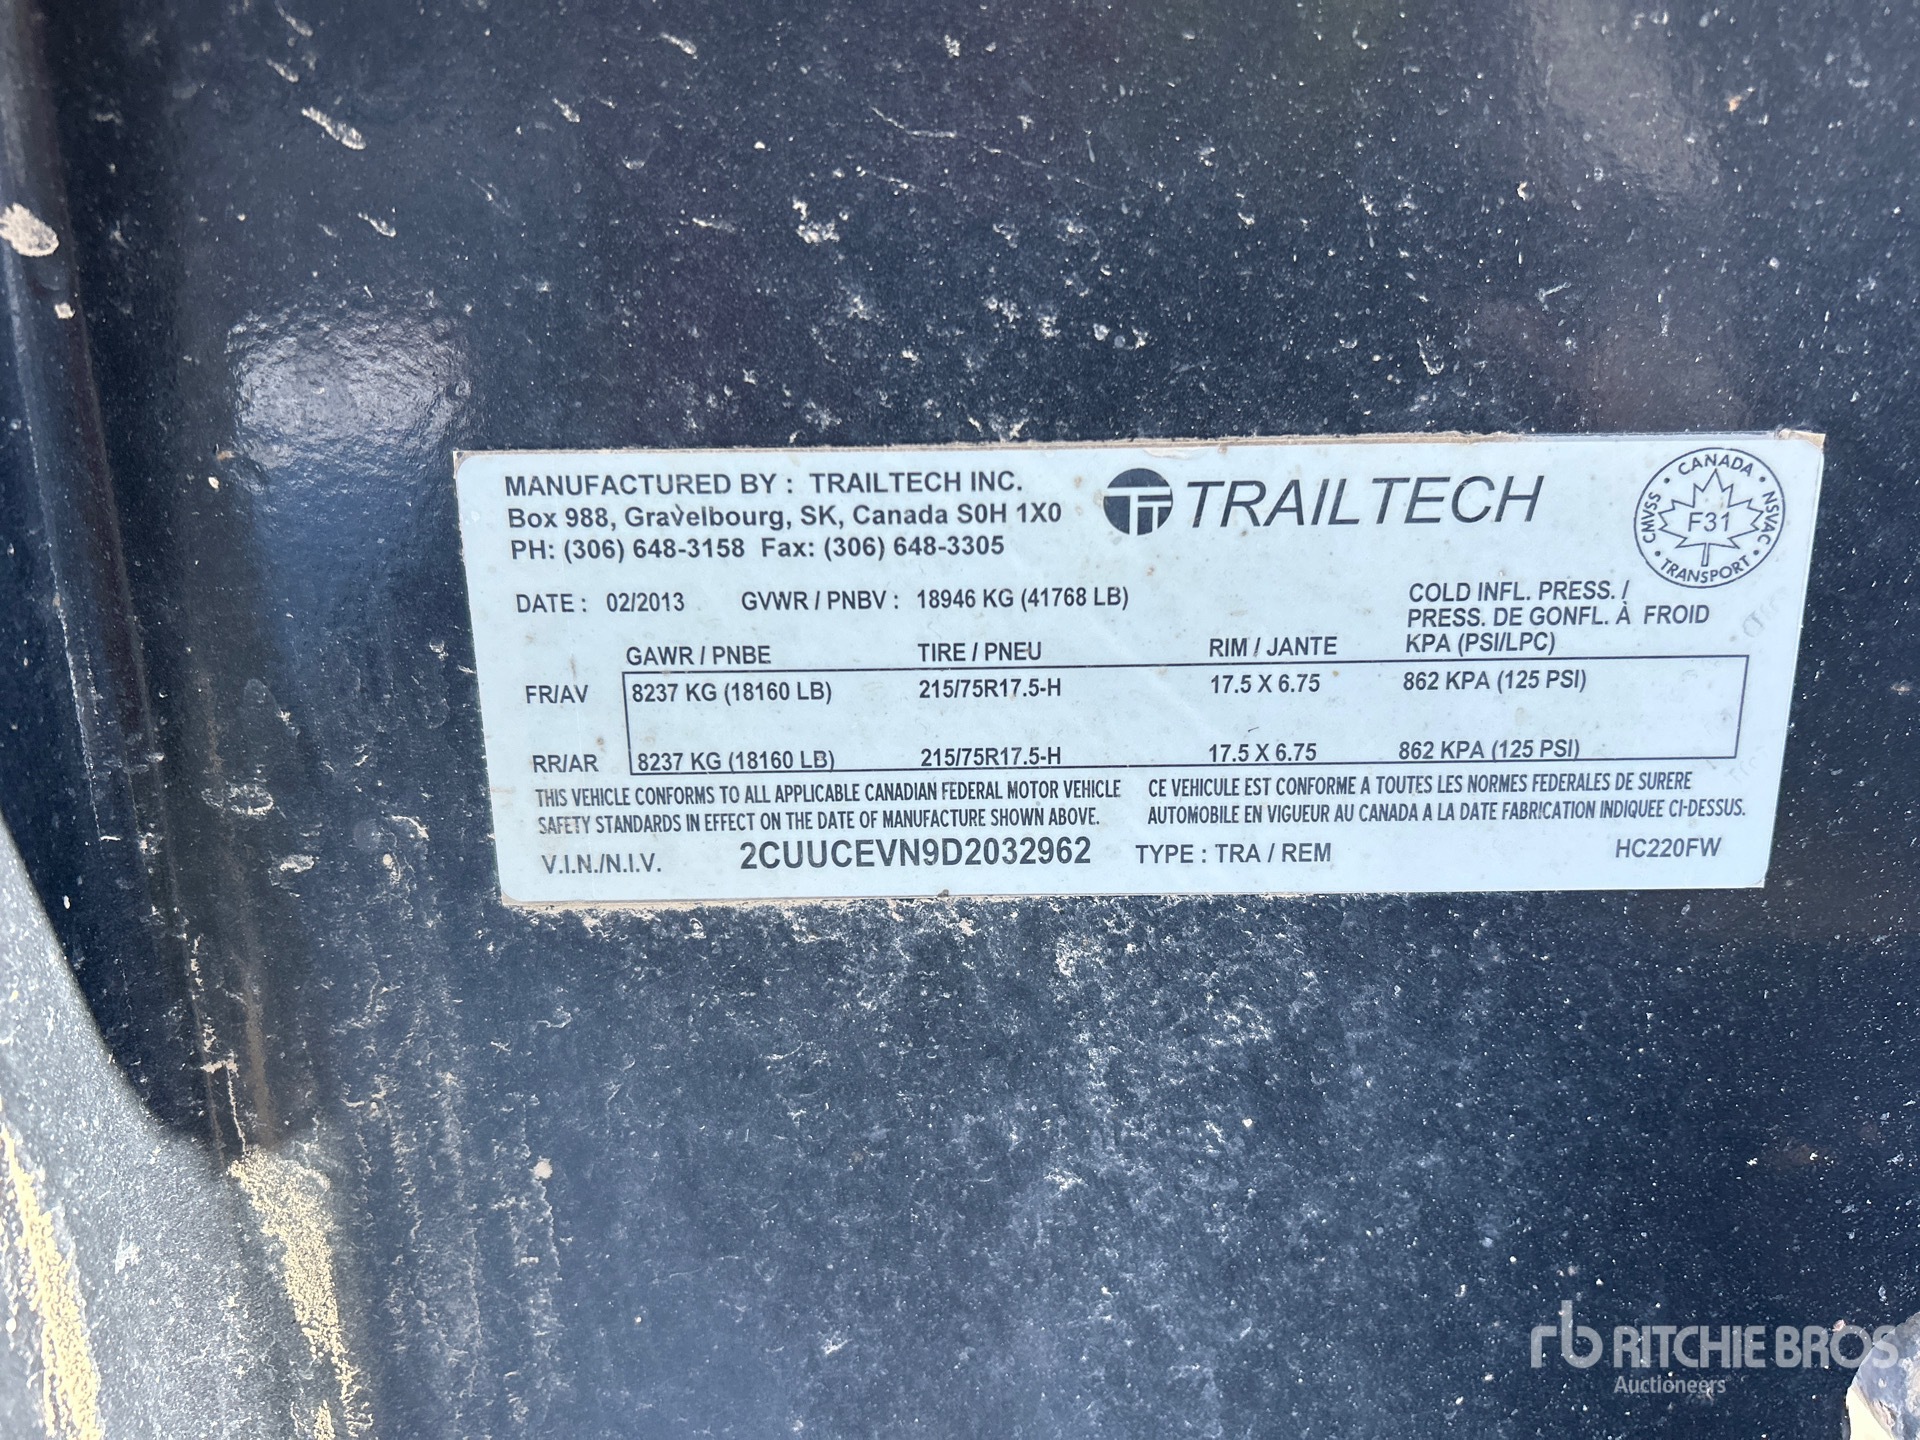 MANUFACTURED BY : TRAILTECH INC.
Box 988, Gravelbourg, SK, Canada S0H 1X0
PH: (306) 648-3158 Fax: (306) 648-3305
TRAILTECH
CANADA
CMVSS
NSVAC
F31
TRANSPORT
DATE : 02/2013 GVWR / PNBV : 18946 KG (41768 LB)
COLD INFL. PRESS. /
PRESS. DE GONFL. À FROID
GAWR / PNBE TIRE / PNEU RIM / JANTE KPA (PSI/LPC)
FR/AV 8237 KG (18160 LB) 215/75R17.5-H 17.5 X 6.75 862 KPA (125 PSI)
RR/AR 8237 KG (18160 LB) 215/75R17.5-H 17.5 X 6.75 862 KPA (125 PSI)
THIS VEHICLE CONFORMS TO ALL APPLICABLE CANADIAN FEDERAL MOTOR VEHICLE
SAFETY STANDARDS IN EFFECT ON THE DATE OF MANUFACTURE SHOWN ABOVE.
CE VEHICULE EST CONFORME A TOUTES LES NORMES FEDERALES DE SURERE
AUTOMOBILE EN VIGUEUR AU CANADA A LA DATE FABRICATION INDIQUEE CI-DESSUS.
V.I.N./N.I.V. 2CUUCEVN9D2032962 TYPE : TRA / REM HC220FW
rb RITCHIE BROS.
Auctioneers